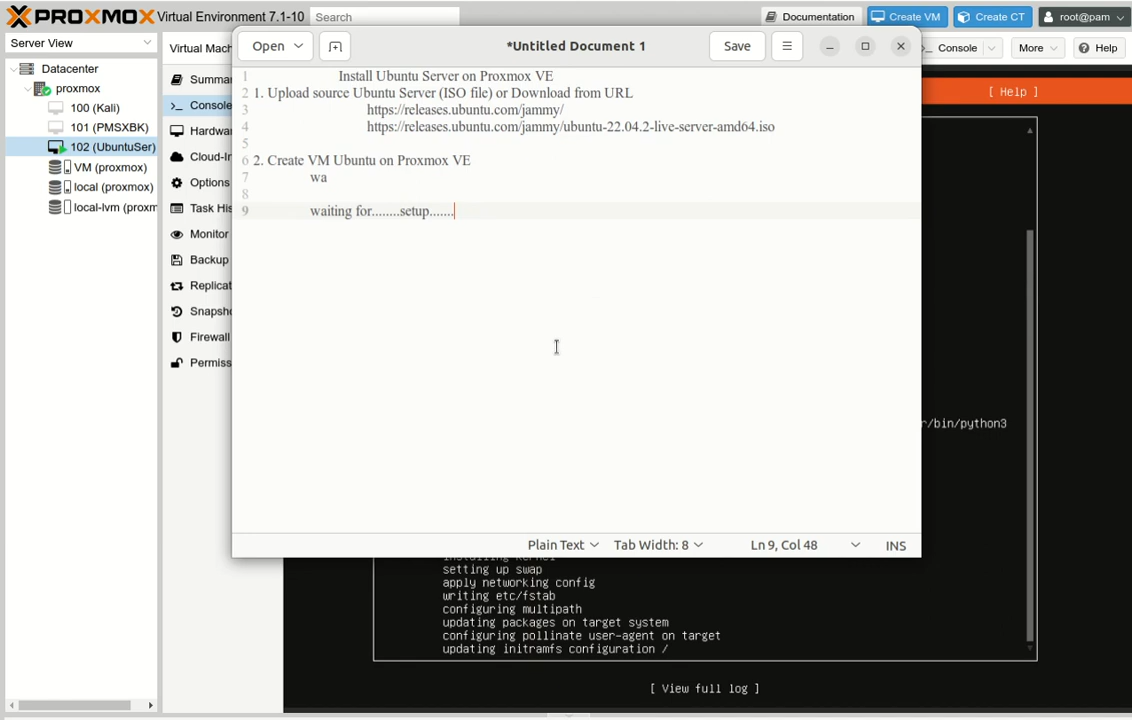 PROXMOX Virtual Environment 7.1-10 Search Documentation Create VM Create CT root@pam
Server View
Datacenter
proxmox
100 (Kali)
101 (PMSXBK)
102 (UbuntuSer)
VM (proxmox)
local (proxmox)
local-lvm (proxm
Virtual Mach
Console More Help
Summa
Console
Hardwa
Cloud-In
Options
Task His
Monitor
Backup
Replicat
Snapsho
Firewall
Permiss
Open *Untitled Document 1 Save
1 Install Ubuntu Server on Proxmox VE
2 1. Upload source Ubuntu Server (ISO file) or Download from URL
3 https://releases.ubuntu.com/jammy/
4 https://releases.ubuntu.com/jammy/ubuntu-22.04.2-live-server-amd64.iso
5
6 2. Create VM Ubuntu on Proxmox VE
7 wa
8
9 waiting for........setup.......
Plain Text Tab Width: 8 Ln 9, Col 48 INS
[ Help ]
r/bin/python3
installing kernel
setting up swap
apply networking config
writing etc/fstab
configuring multipath
updating packages on target system
configuring pollinate user-agent on target
updating initramfs configuration /
[ View full log ]